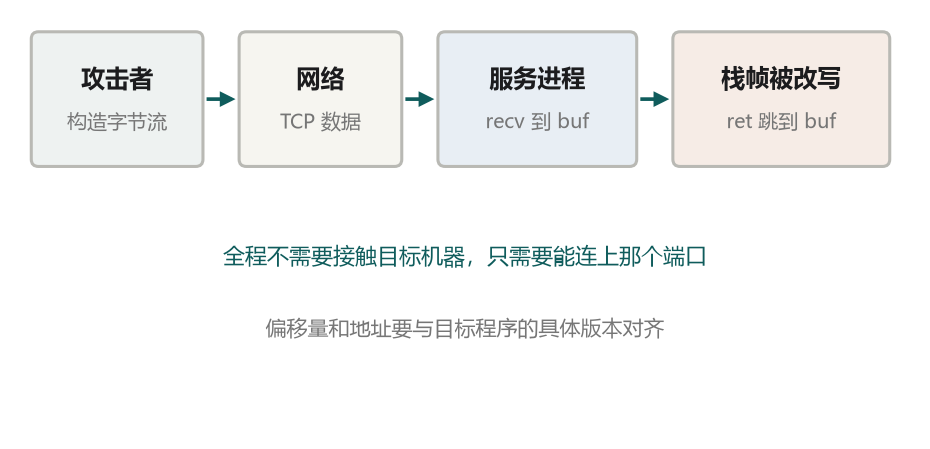 攻击者
构造字节流
网络
TCP 数据
服务进程
recv 到 buf
栈帧被改写
ret 跳到 buf
全程不需要接触目标机器，只需要能连上那个端口
偏移量和地址要与目标程序的具体版本对齐